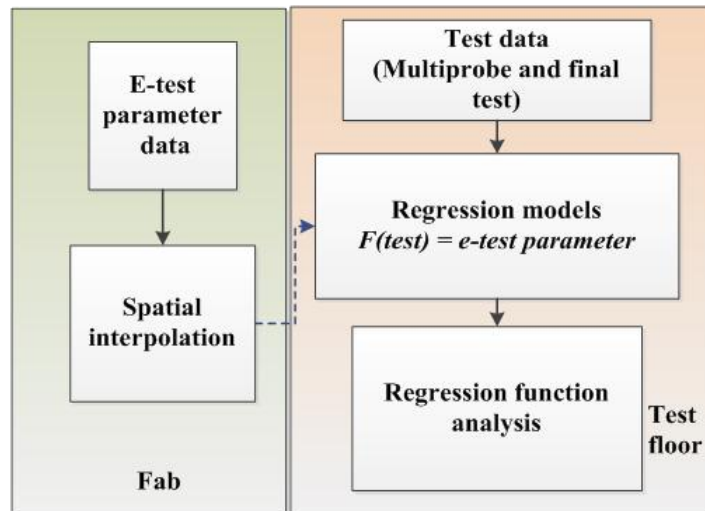 E-test
parameter
data
Spatial
interpolation
Fab
Test data
(Multiprobe and final
test)
Regression models
F(test) = e-test parameter
Regression function
analysis
Test
floor